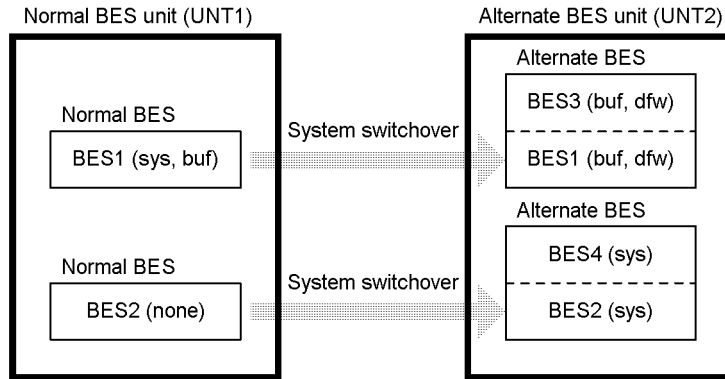 Normal BES unit (UNT1)
Alternate BES unit (UNT2)
Alternate BES
BES3 (buf, dfw)
Normal BES
System switchover
BES1 (sys, buf)
BES1 (buf, dfw)
Alternate BES
BES4 (sys)
Normal BES
System switchover
BES2 (none)
BES2 (sys)